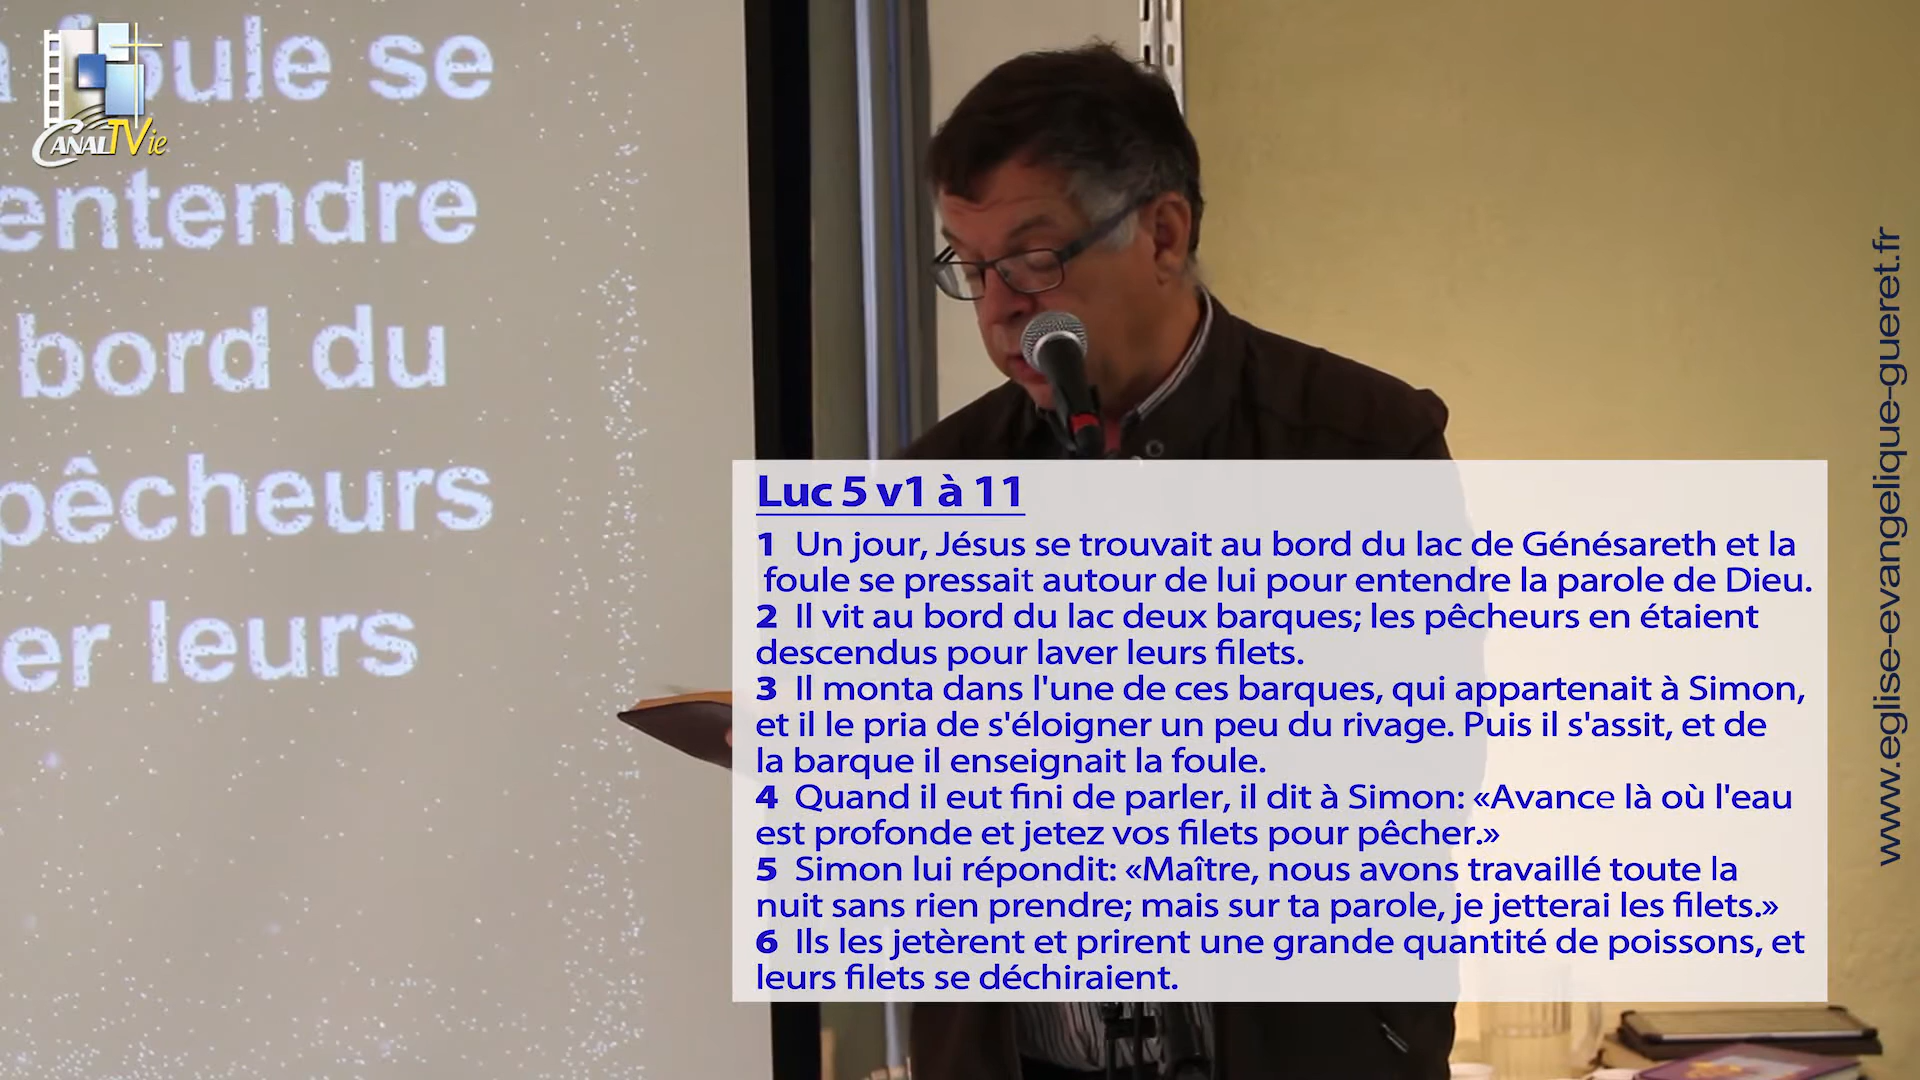 foule se
entendre
bord du
pêcheurs
er leurs
CANAL TVie
Luc 5 v1 à 11
1 Un jour, Jésus se trouvait au bord du lac de Génésareth et la
foule se pressait autour de lui pour entendre la parole de Dieu.
2 Il vit au bord du lac deux barques; les pêcheurs en étaient
descendus pour laver leurs filets.
3 Il monta dans l'une de ces barques, qui appartenait à Simon,
et il le pria de s'éloigner un peu du rivage. Puis il s'assit, et de
la barque il enseignait la foule.
4 Quand il eut fini de parler, il dit à Simon: «Avance là où l'eau
est profonde et jetez vos filets pour pêcher.»
5 Simon lui répondit: «Maître, nous avons travaillé toute la
nuit sans rien prendre; mais sur ta parole, je jetterai les filets.»
6 Ils les jetèrent et prirent une grande quantité de poissons, et
leurs filets se déchiraient.
www.eglise-evangelique-gueret.fr